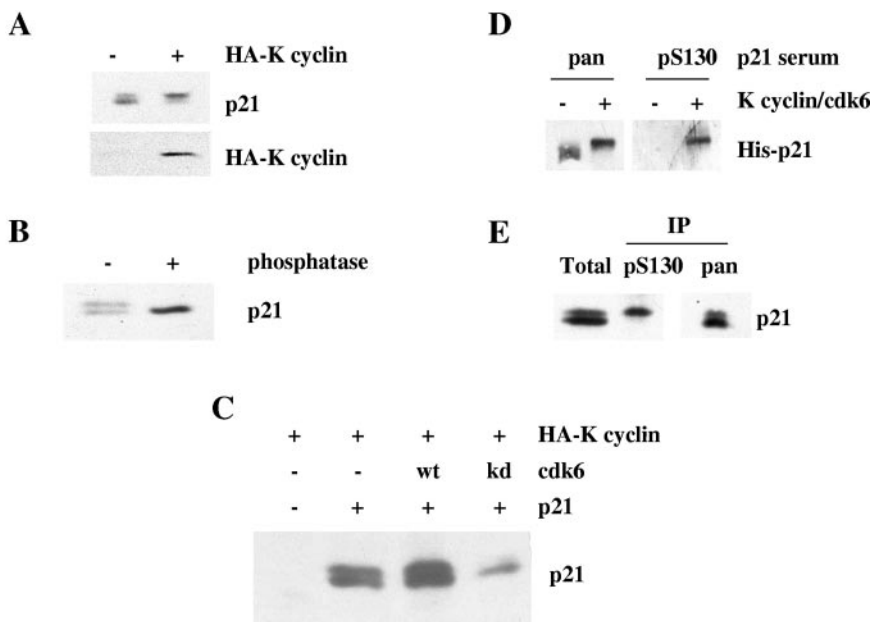 A
- + HA-K cyclin
p21
HA-K cyclin
B
- + phosphatase
p21
C
+ + + + HA-K cyclin
- - wt kd cdk6
- + + + p21
p21
D
pan pS130 p21 serum
- + - + K cyclin/cdk6
His-p21
E
IP
Total pS130 pan
p21